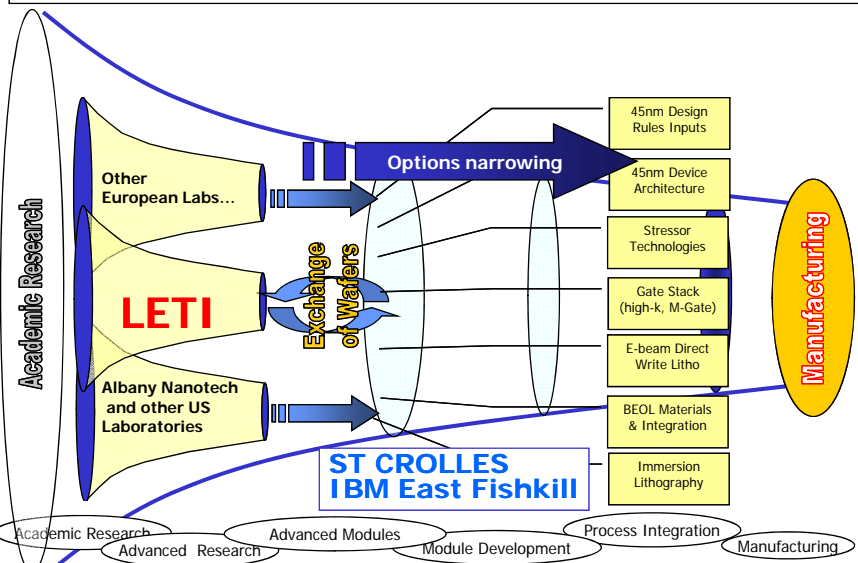 Academic Research
Other
European Labs...
LETI
Albany Nanotech
and other US
Laboratories
Exchange
of Wafers
Options narrowing
ST CROLLES
IBM East Fishkill
45nm Design
Rules Inputs
45nm Device
Architecture
Stressor
Technologies
Gate Stack
(high-k, M-Gate)
E-beam Direct
Write Litho
BEOL Materials
& Integration
Immersion
Lithography
Manufacturing
Academic Research
Advanced Research
Advanced Modules
Module Development
Process Integration
Manufacturing